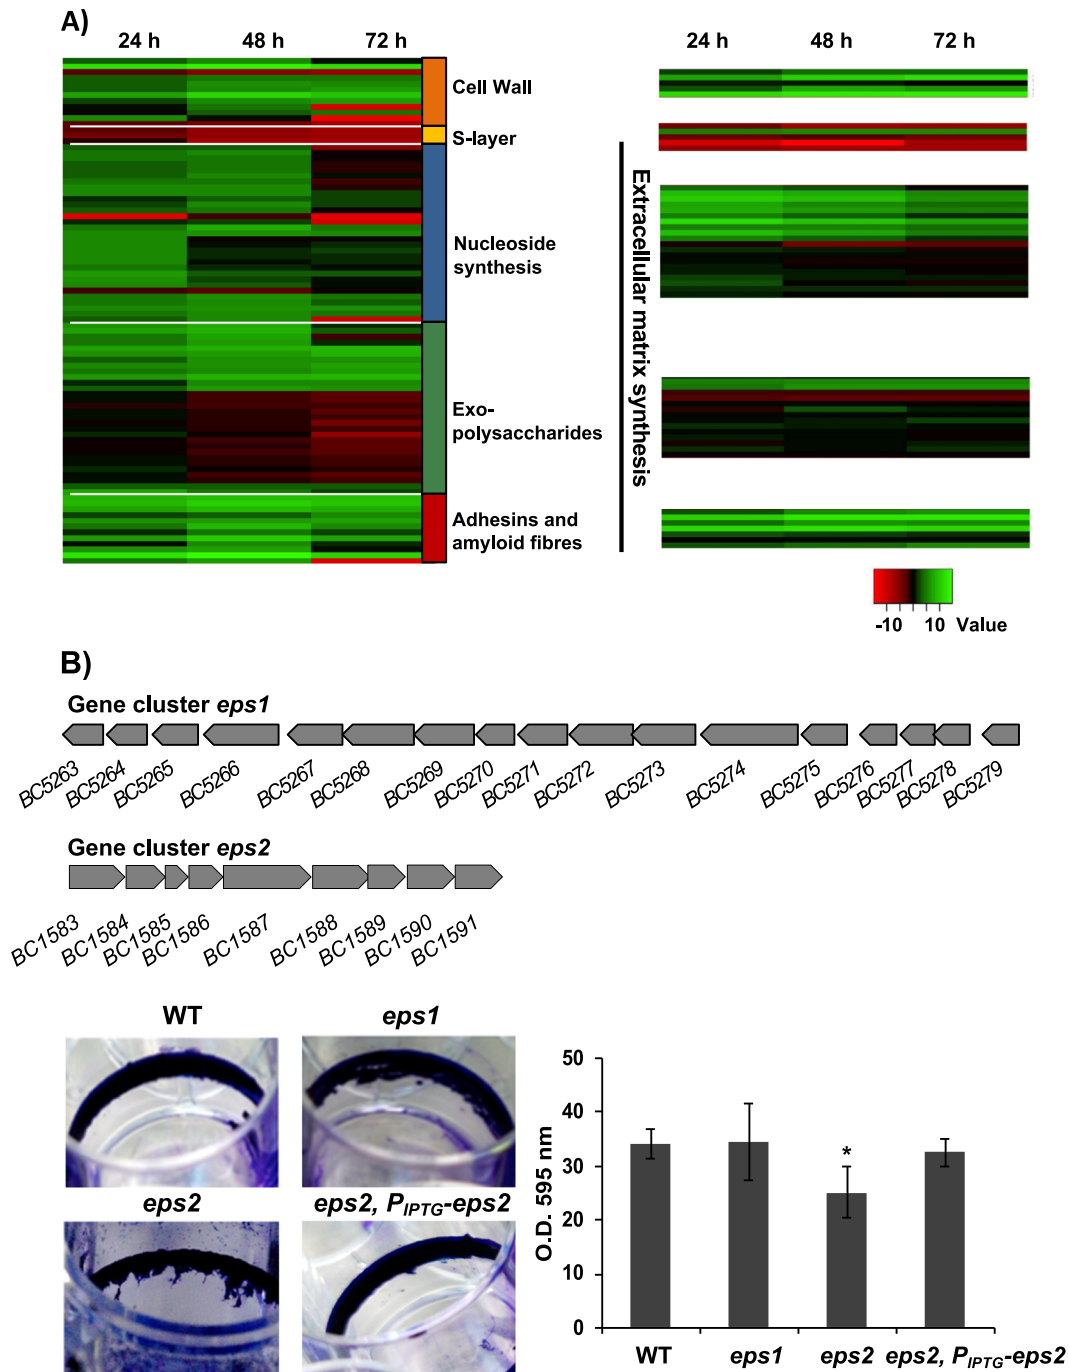 A)
24 h 48 h 72 h
24 h 48 h 72 h
Cell Wall
S-layer
Nucleoside
synthesis
Exo-
polysaccharides
Adhesins and
amyloid fibres
Extracellular matrix synthesis
-10 10 Value
B)
Gene cluster eps1
BC5263 BC5264 BC5265 BC5266 BC5267 BC5268 BC5269 BC5270 BC5271 BC5272 BC5273 BC5274 BC5275 BC5276 BC5277 BC5278 BC5279
Gene cluster eps2
BC1583 BC1584 BC1585 BC1586 BC1587 BC1588 BC1589 BC1590 BC1591
WT eps1
eps2 eps2, PIPTG-eps2
O.D. 595 nm
50
40
30
20
10
0
*
WT eps1 eps2 eps2, PIPTG-eps2